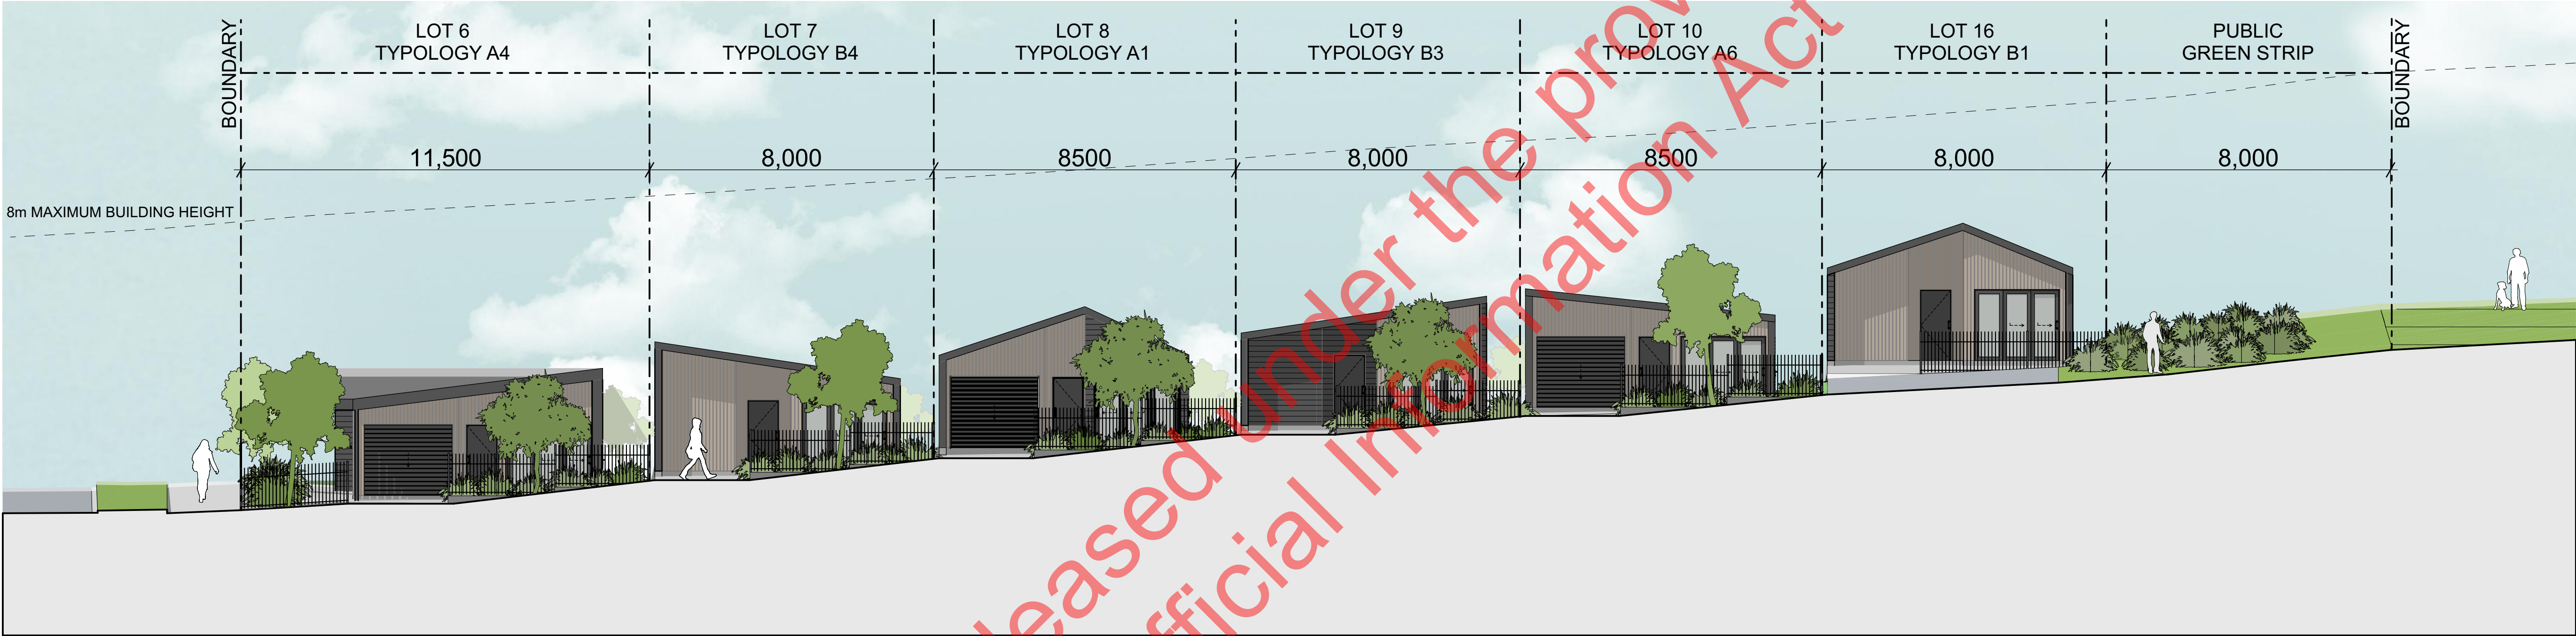 BOUNDARY
LOT 6
TYPOLOGY A4
LOT 7
TYPOLOGY B4
LOT 8
TYPOLOGY A1
LOT 9
TYPOLOGY B3
LOT 10
TYPOLOGY A6
LOT 16
TYPOLOGY B1
PUBLIC
GREEN STRIP
BOUNDARY
11,500
8,000
8500
8,000
8500
8,000
8,000
8m MAXIMUM BUILDING HEIGHT
leased under the prov
fficial Information Act